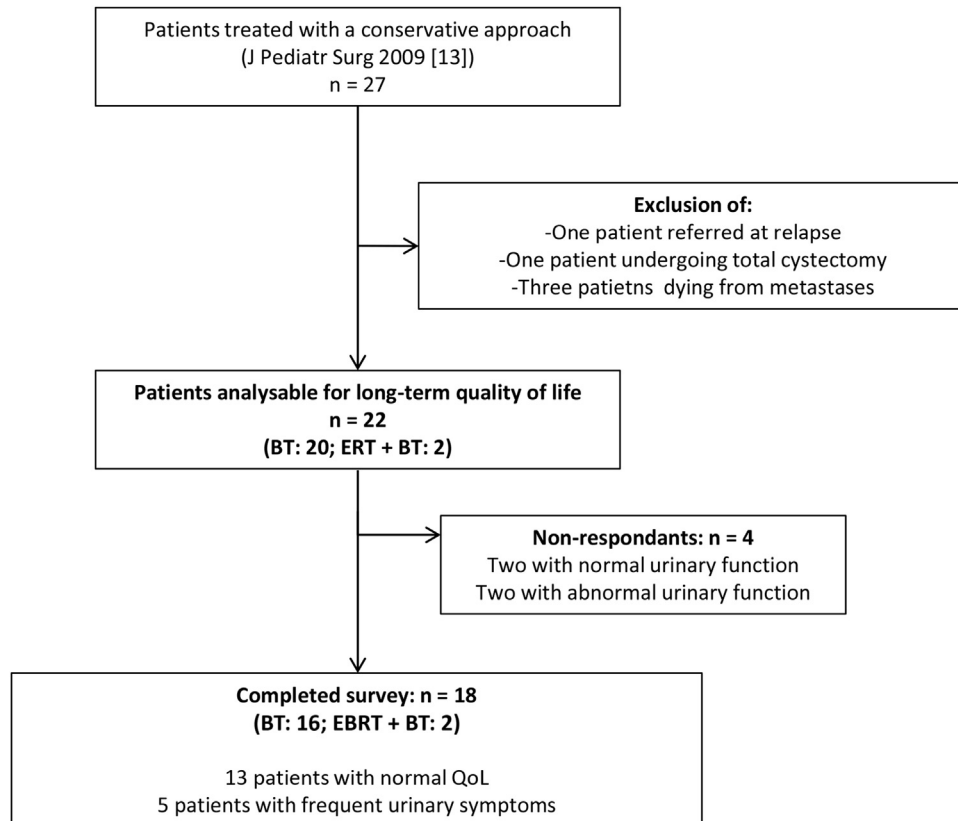 Patients treated with a conservative approach
(J Pediatr Surg 2009 [13])
n = 27
Exclusion of:
-One patient referred at relapse
-One patient undergoing total cystectomy
-Three patietns dying from metastases
Patients analysable for long-term quality of life
n = 22
(BT: 20; ERT + BT: 2)
Non-respondants: n = 4
Two with normal urinary function
Two with abnormal urinary function
Completed survey: n = 18
(BT: 16; EBRT + BT: 2)
13 patients with normal QoL
5 patients with frequent urinary symptoms